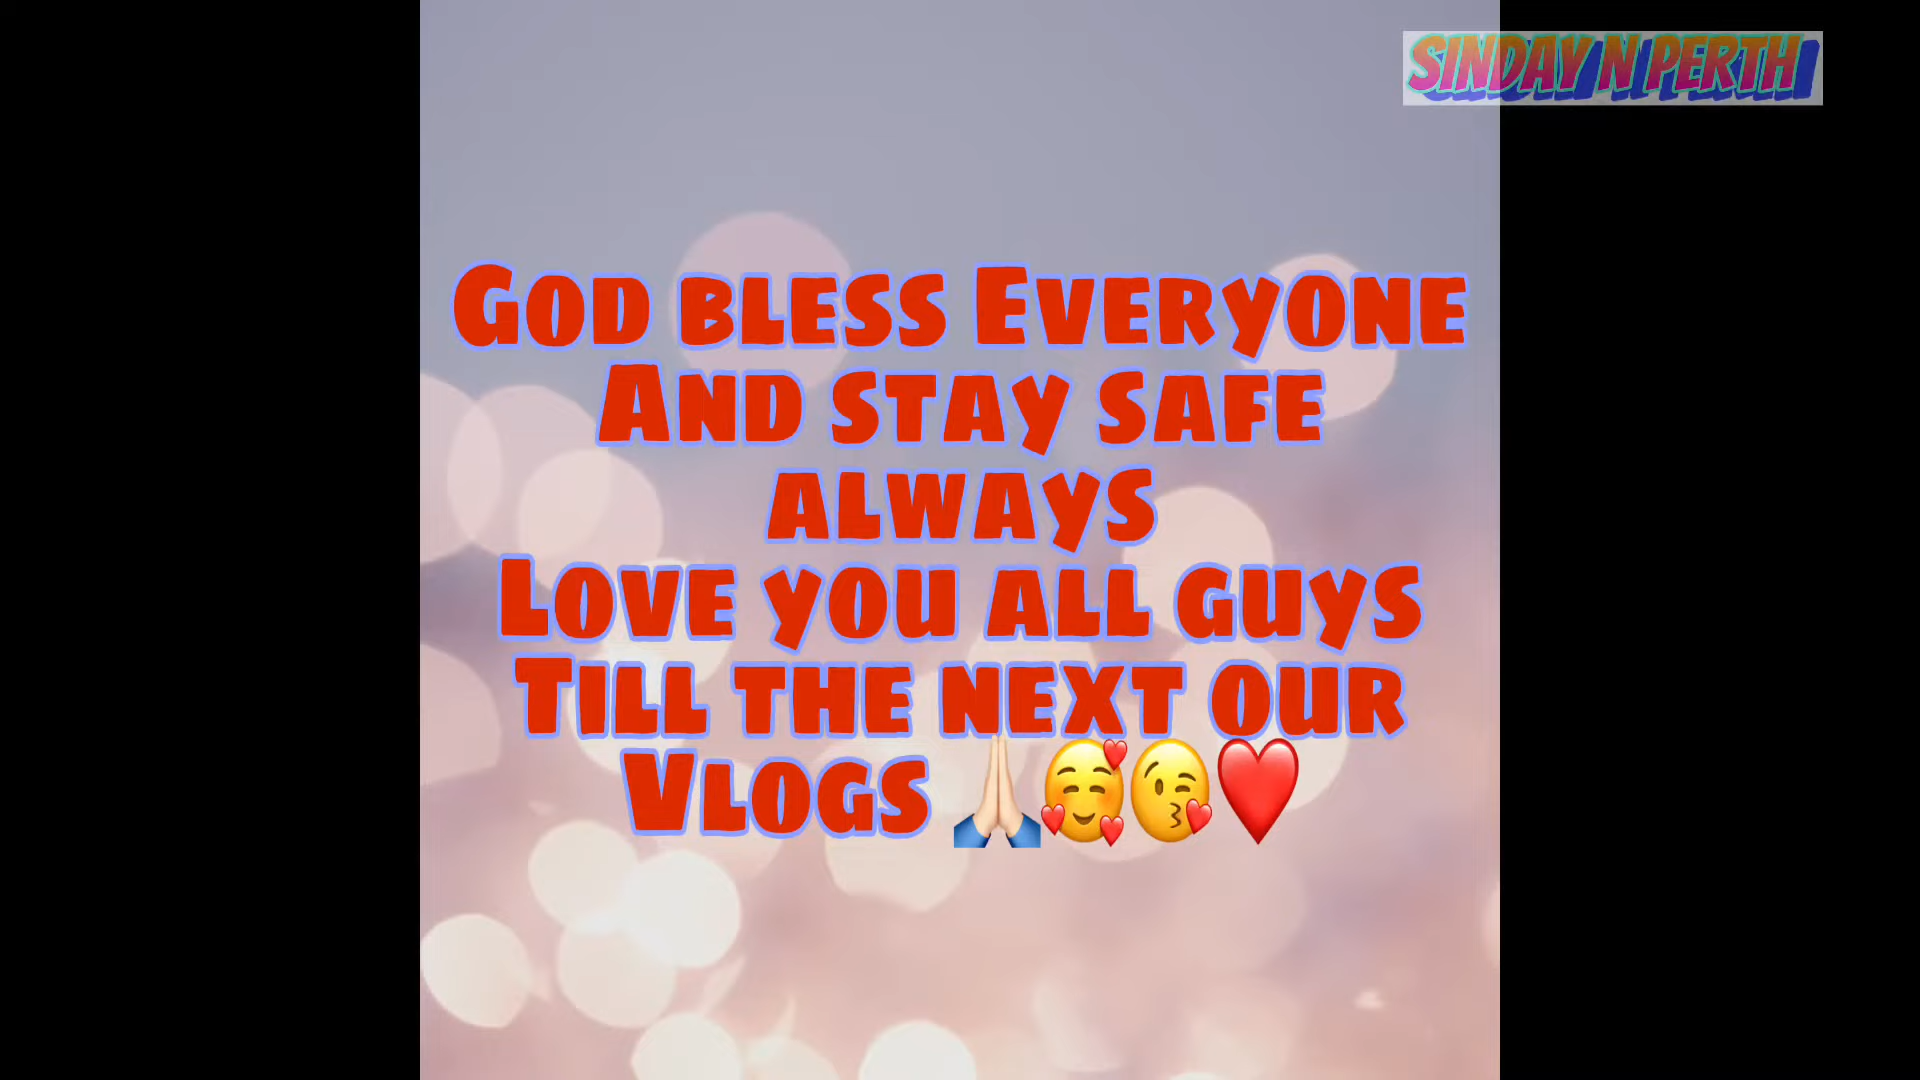 SINDAY N PERTH
God bless Everyone
And stay safe
always
Love you all guys
Till the next our
Vlogs 🙏🏻🥰😘❤️